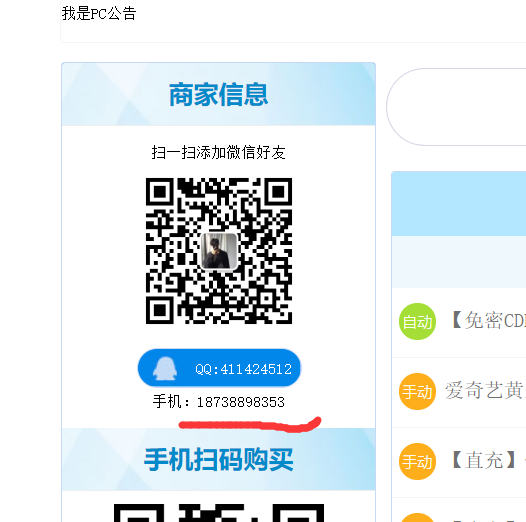 我是PC公告
商家信息
扫一扫添加微信好友
QQ:411424512
手机：18738898353
手机扫码购买
自动 【免密CD
手动 爱奇艺黄
手动 【直充】